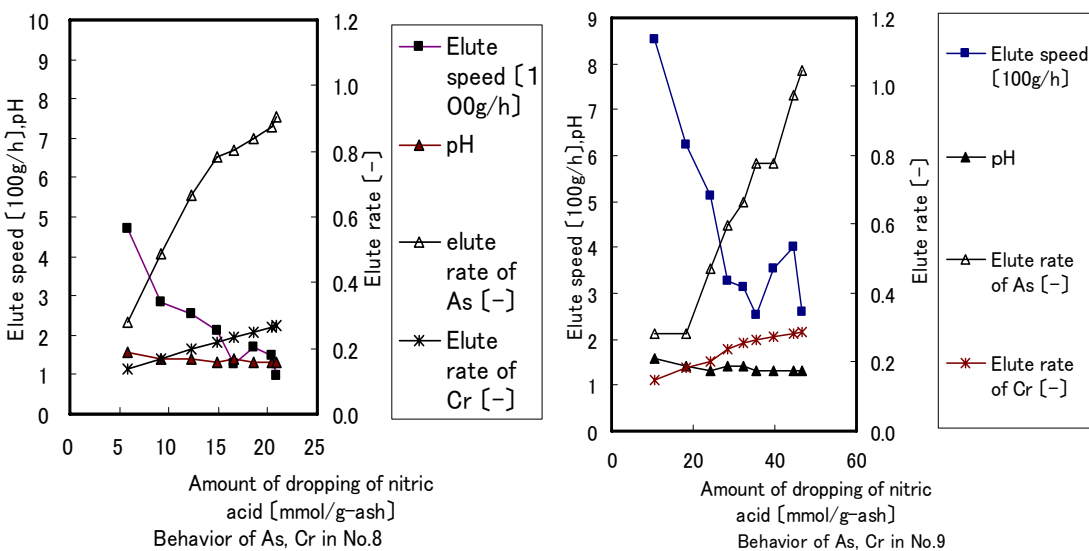 10
9
8
7
6
5
4
3
2
1
0
Elute speed [100g/h],pH
1.2
1.0
0.8
0.6
0.4
0.2
0.0
Elute rate [-]
0 5 10 15 20 25
Amount of dropping of nitric
acid [mmol/g-ash]
Behavior of As, Cr in No.8
Elute
speed [1
00g/h]
pH
elute
rate of
As [-]
Elute
rate of
Cr [-]
9
8
7
6
5
4
3
2
1
0
Elute speed [100g/h],pH
1.2
1.0
0.8
0.6
0.4
0.2
0.0
Elute rate [-]
0 20 40 60
Amount of dropping of nitric
acid [mmol/g-ash]
Behavior of As, Cr in No.9
Elute speed
[100g/h]
pH
Elute rate
of As [-]
Elute rate
of Cr [-]